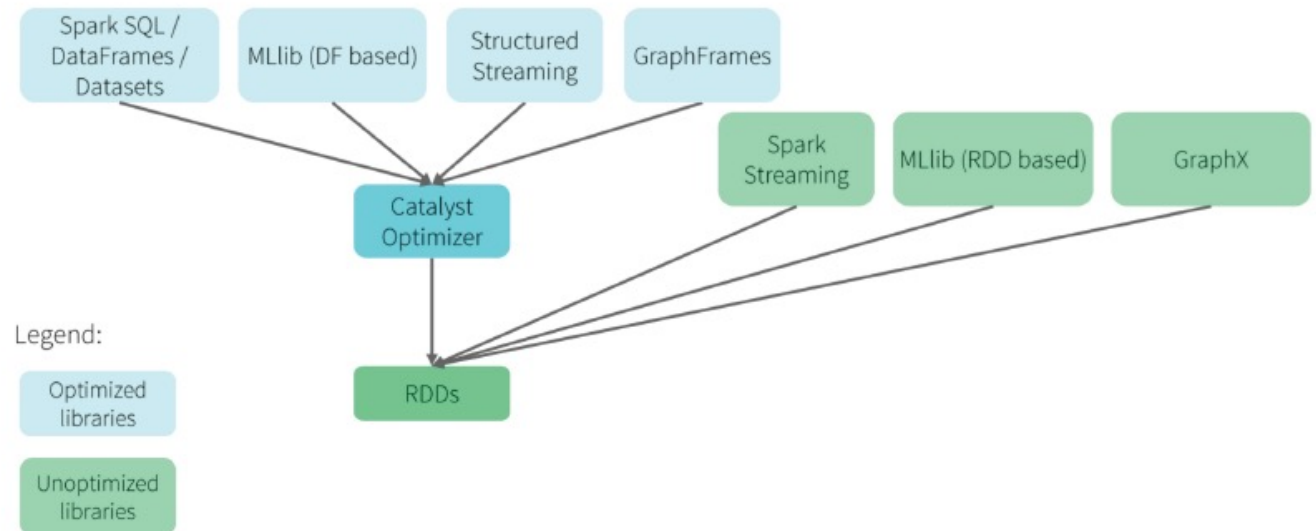 Spark SQL /
DataFrames /
Datasets
MLlib (DF based)
Structured
Streaming
GraphFrames
Spark
Streaming
MLlib (RDD based)
GraphX
Catalyst
Optimizer
RDDs
Legend:
Optimized
libraries
Unoptimized
libraries